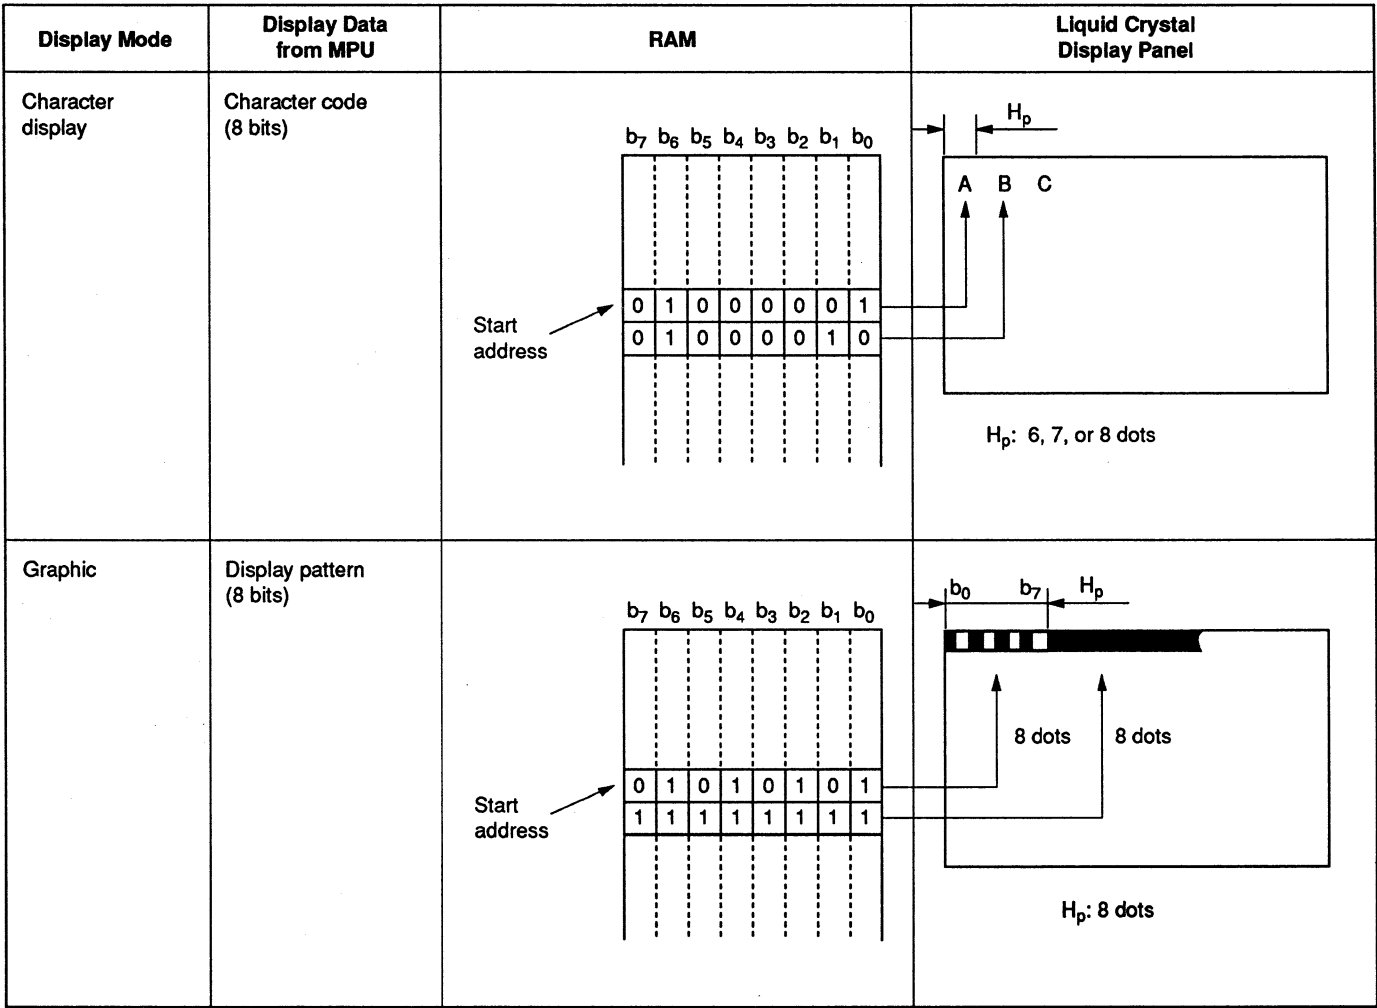 Display Mode
Display Data
from MPU
RAM
Liquid Crystal
Display Panel
Character
display
Character code
(8 bits)
b7 b6 b5 b4 b3 b2 b1 b0
Start
address
0 1 0 0 0 0 0 1
0 1 0 0 0 0 1 0
Hp
A B C
Hp: 6, 7, or 8 dots
Graphic
Display pattern
(8 bits)
b7 b6 b5 b4 b3 b2 b1 b0
Start
address
0 1 0 1 0 1 0 1
1 1 1 1 1 1 1 1
b0 b7 Hp
8 dots 8 dots
Hp: 8 dots